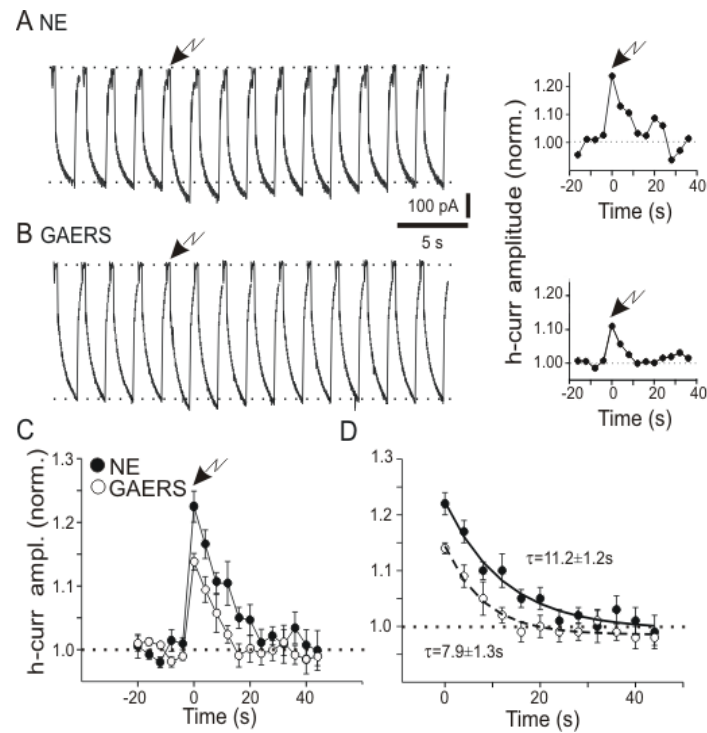 A NE
1.20
1.10
1.00
-20 0 20 40
Time (s)
100 pA
5 s
h-curr amplitude (norm.)
B GAERS
1.20
1.10
1.00
-20 0 20 40
Time (s)
C
NE
GAERS
1.3
1.2
1.1
1.0
h-curr ampl. (norm.)
-20 0 20 40
Time (s)
D
1.3
1.2
1.1
1.0
τ=11.2±1.2s
τ=7.9±1.3s
0 20 40
Time (s)